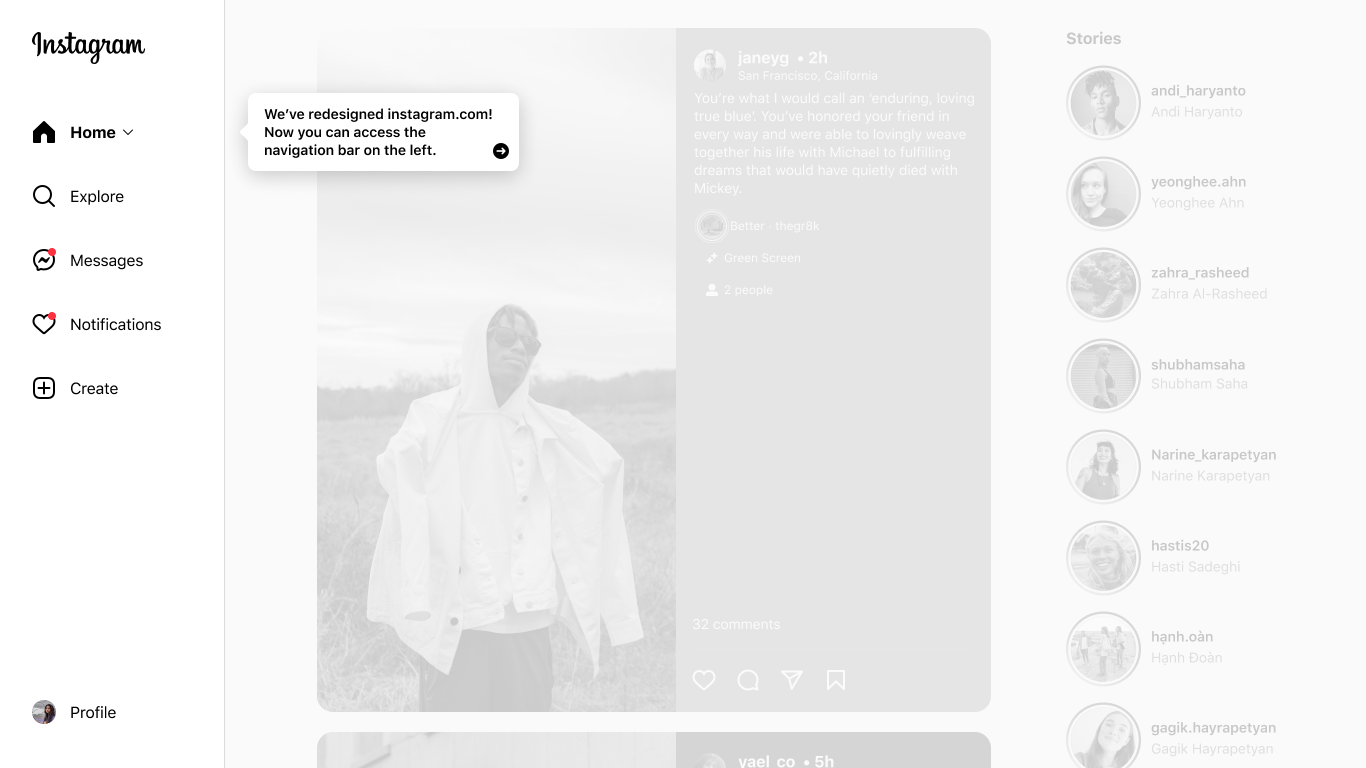 Instagram
Home
Explore
Messages
Notifications
Create
Profile
We’ve redesigned instagram.com!
Now you can access the
navigation bar on the left.
janeyg • 2h
San Francisco, California
You’re what I would call an ‘enduring, loving
true blue’. You’ve honored your friend in
every way and were able to lovingly weave
together his life with Michael to fulfilling
dreams that would have quietly died with
Mickey.
Better - thegr8k
Green Screen
2 people
32 comments
yael_co • 5h
Stories
andi_haryanto
Andi Haryanto
yeonghee.ahn
Yeonghee Ahn
zahra_rasheed
Zahra Al-Rasheed
shubhamsaha
Shubham Saha
Narine_karapetyan
Narine Karapetyan
hastis20
Hasti Sadeghi
hạnh.oàn
Hạnh Đoàn
gagik.hayrapetyan
Gagik Hayrapetyan